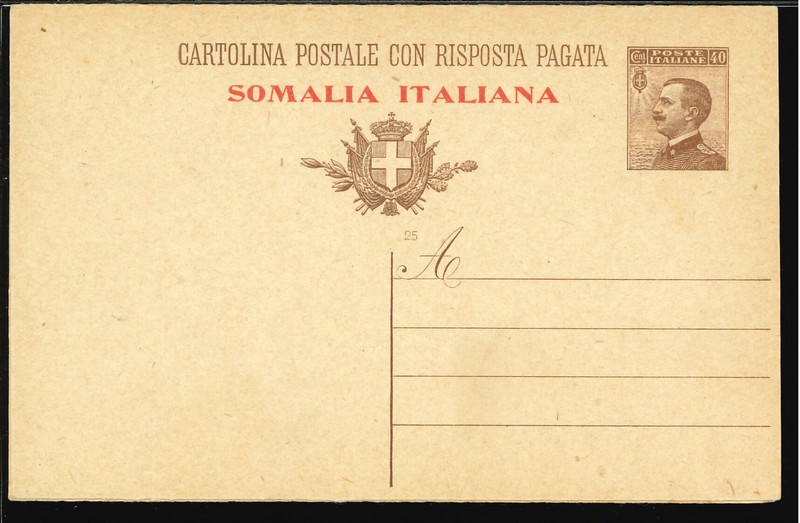 CARTOLINA POSTALE CON RISPOSTA PAGATA
Cent. POSTE ITALIANE 40
SOMALIA ITALIANA
25
A